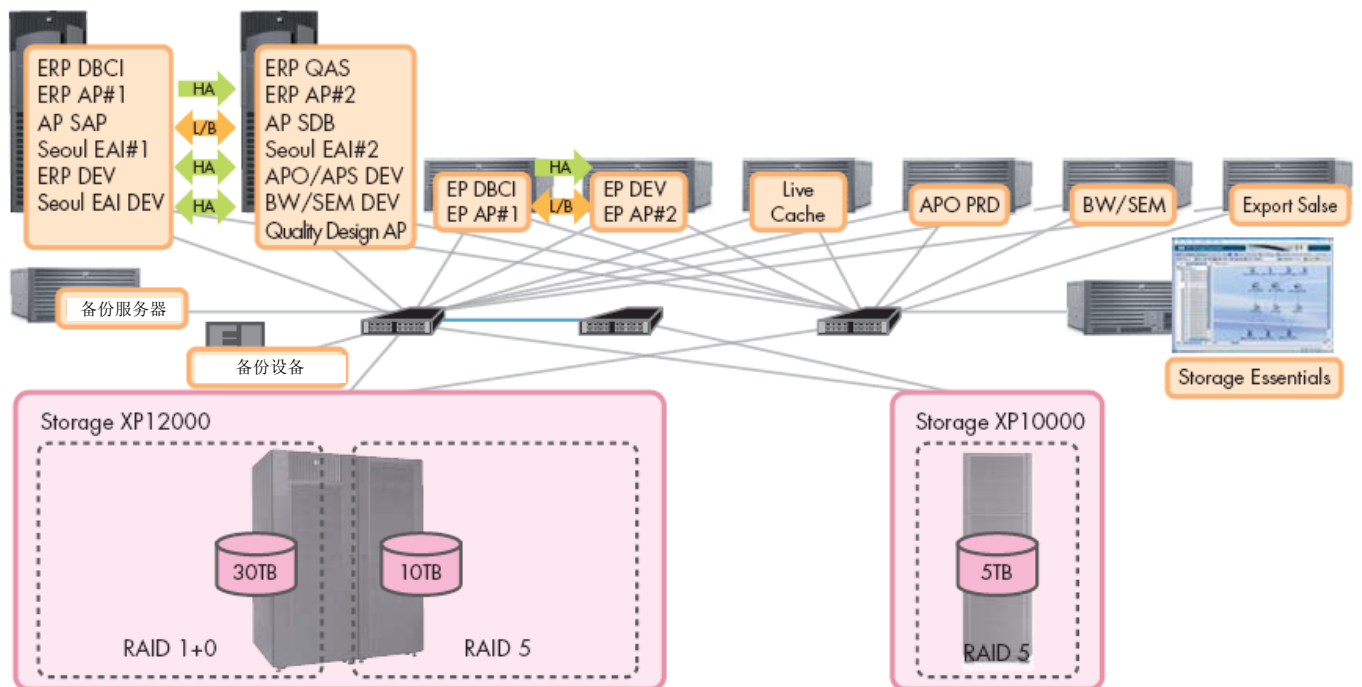 ERP DBCI
ERP AP#1
AP SAP
Seoul EAI#1
ERP DEV
Seoul EAI DEV
HA
L/B
HA
HA
ERP QAS
ERP AP#2
AP SDB
Seoul EAI#2
APO/APS DEV
BW/SEM DEV
Quality Design AP
EP DBCI
EP AP#1
HA
L/B
EP DEV
EP AP#2
Live
Cache
APO PRD
BW/SEM
Export Salse
备份服务器
备份设备
Storage Essentials
Storage XP12000
30TB
10TB
RAID 1+0
RAID 5
Storage XP10000
5TB
RAID 5